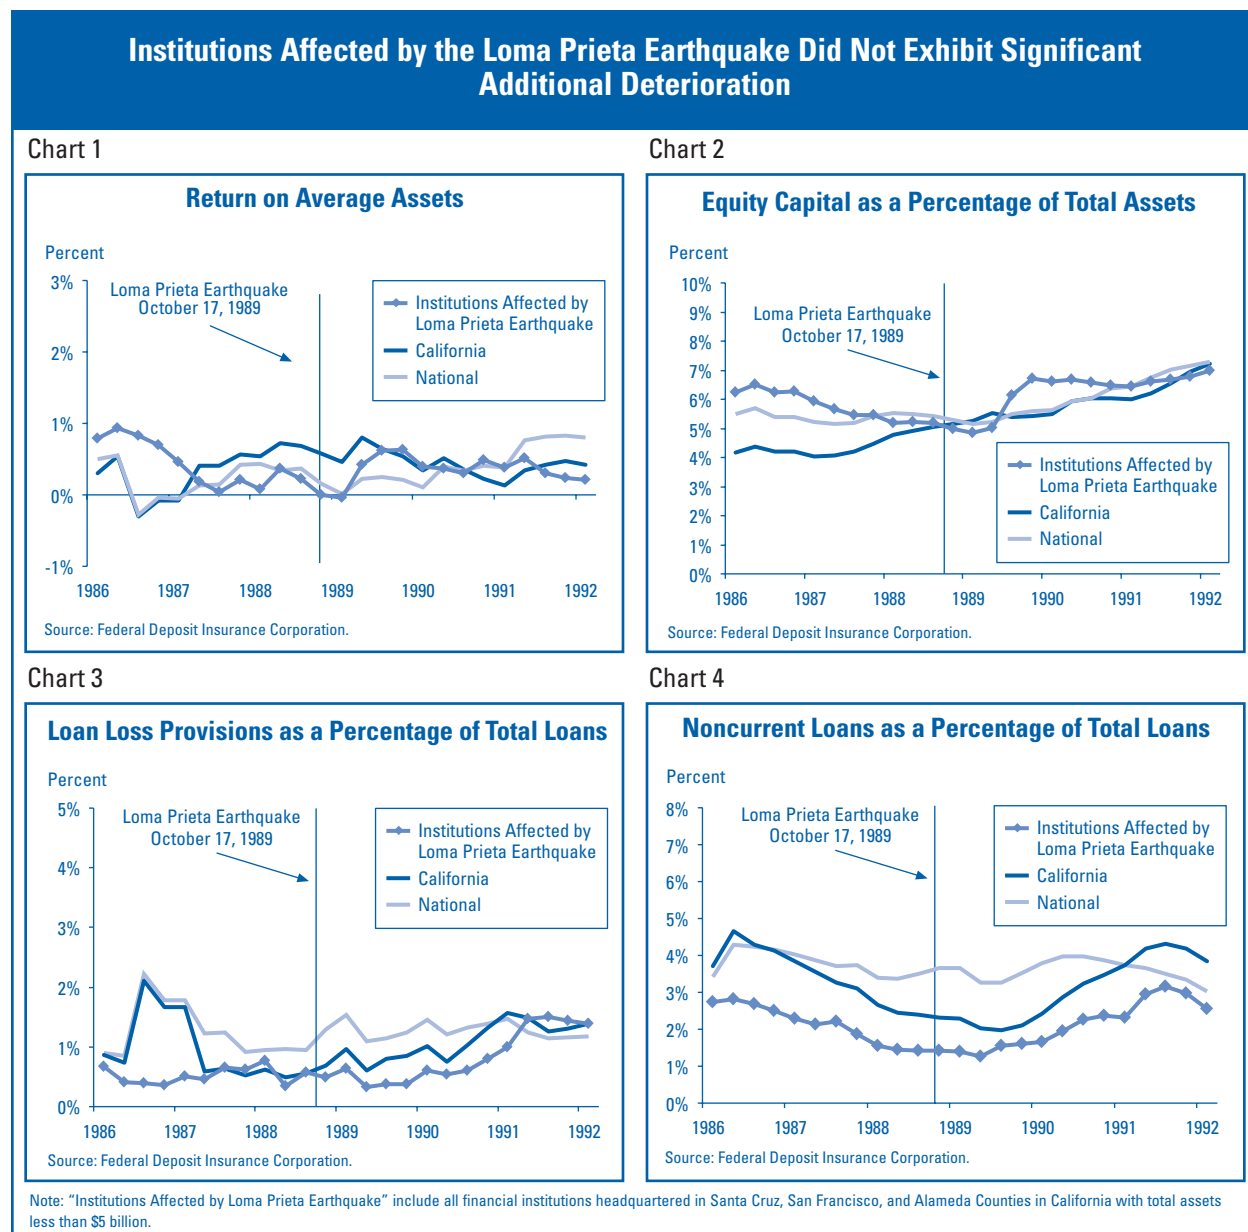 Institutions Affected by the Loma Prieta Earthquake Did Not Exhibit Significant
Additional Deterioration
Chart 1
Return on Average Assets
Percent
3%
2%
1%
0%
-1%
Loma Prieta Earthquake
October 17, 1989
Institutions Affected by
Loma Prieta Earthquake
California
National
1986 1987 1988 1989 1990 1991 1992
Source: Federal Deposit Insurance Corporation.
Chart 2
Equity Capital as a Percentage of Total Assets
Percent
10%
9%
8%
7%
6%
5%
4%
3%
2%
1%
0%
Loma Prieta Earthquake
October 17, 1989
Institutions Affected by
Loma Prieta Earthquake
California
National
1986 1987 1988 1989 1990 1991 1992
Source: Federal Deposit Insurance Corporation.
Chart 3
Loan Loss Provisions as a Percentage of Total Loans
Percent
5%
4%
3%
2%
1%
0%
Loma Prieta Earthquake
October 17, 1989
Institutions Affected by
Loma Prieta Earthquake
California
National
1986 1987 1988 1989 1990 1991 1992
Source: Federal Deposit Insurance Corporation.
Chart 4
Noncurrent Loans as a Percentage of Total Loans
Percent
8%
7%
6%
5%
4%
3%
2%
1%
0%
Loma Prieta Earthquake
October 17, 1989
Institutions Affected by
Loma Prieta Earthquake
California
National
1986 1987 1988 1989 1990 1991 1992
Source: Federal Deposit Insurance Corporation.
Note: “Institutions Affected by Loma Prieta Earthquake” include all financial institutions headquartered in Santa Cruz, San Francisco, and Alameda Counties in California with total assets
less than $5 billion.